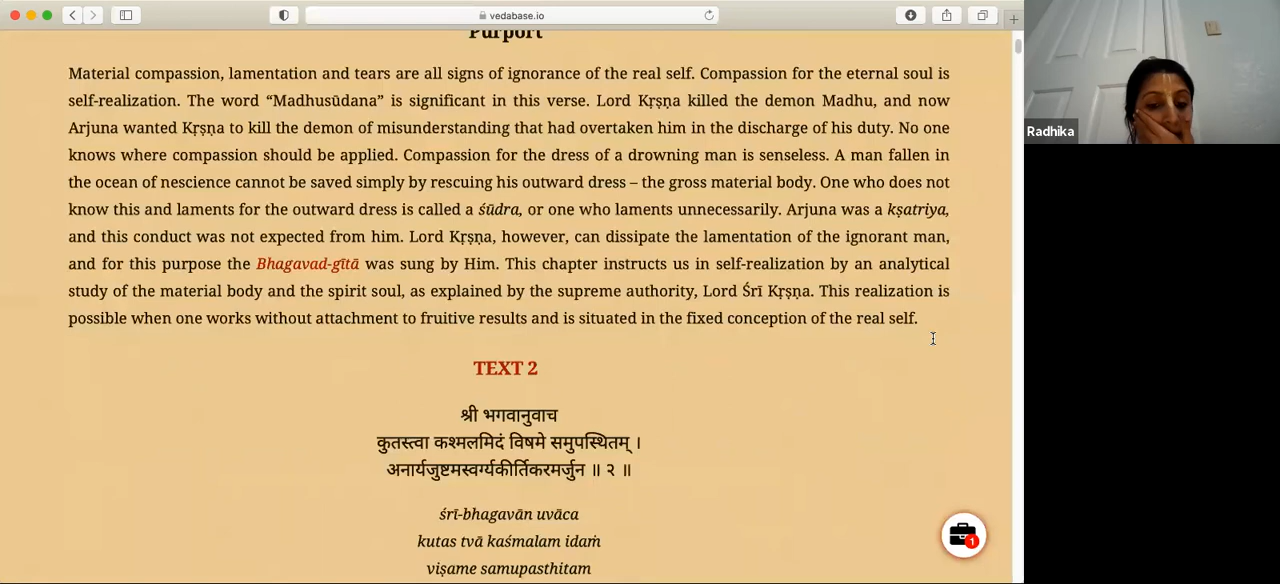 vedabase.io
Purport
Material compassion, lamentation and tears are all signs of ignorance of the real self. Compassion for the eternal soul is
self-realization. The word “Madhusūdana” is significant in this verse. Lord Kṛṣṇa killed the demon Madhu, and now
Arjuna wanted Kṛṣṇa to kill the demon of misunderstanding that had overtaken him in the discharge of his duty. No one
knows where compassion should be applied. Compassion for the dress of a drowning man is senseless. A man fallen in
the ocean of nescience cannot be saved simply by rescuing his outward dress – the gross material body. One who does not
know this and laments for the outward dress is called a śūdra, or one who laments unnecessarily. Arjuna was a kṣatriya,
and this conduct was not expected from him. Lord Kṛṣṇa, however, can dissipate the lamentation of the ignorant man,
and for this purpose the Bhagavad-gītā was sung by Him. This chapter instructs us in self-realization by an analytical
study of the material body and the spirit soul, as explained by the supreme authority, Lord Śrī Kṛṣṇa. This realization is
possible when one works without attachment to fruitive results and is situated in the fixed conception of the real self.
TEXT 2
श्री भगवानुवाच
कुतस्त्वा कश्मलमिदं विषमे समुपस्थितम् ।
अनार्यजुष्टमस्वर्ग्यकीर्तिकरमर्जुन ॥ २ ॥
śrī-bhagavān uvāca
kutas tvā kaśmalam idaṁ
viṣame samupasthitam
1
Radhika